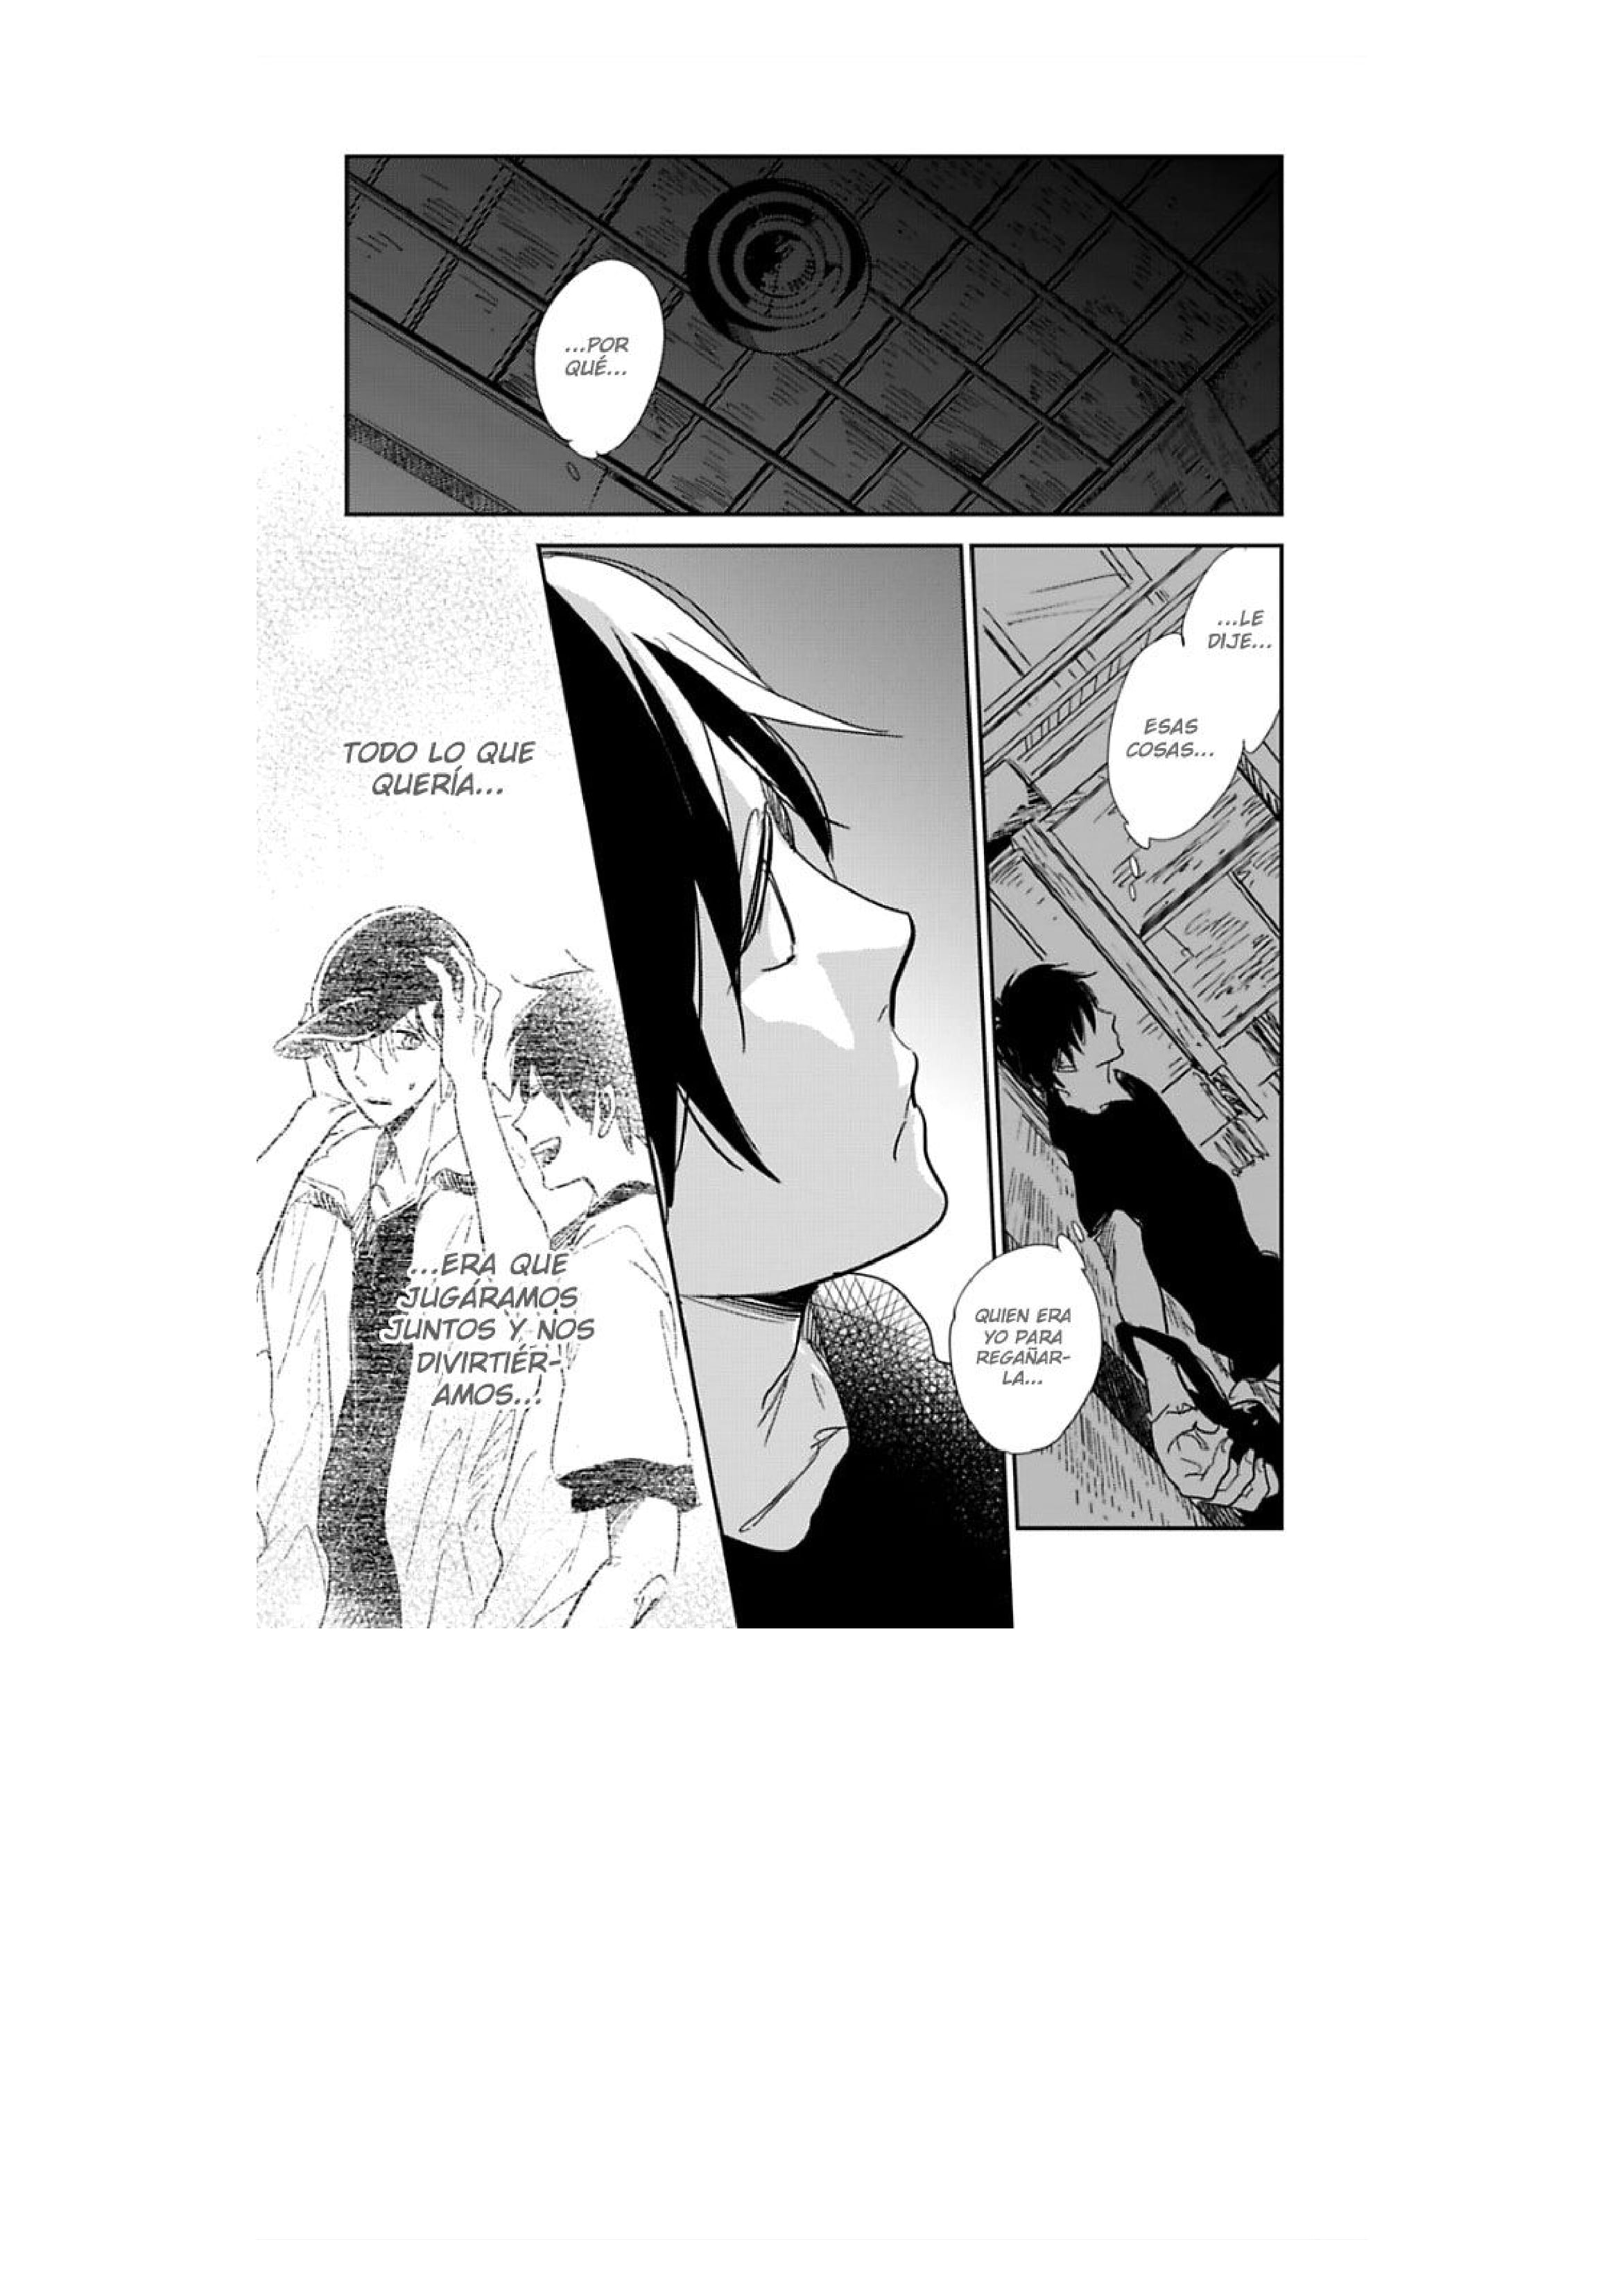 ...POR
QUÉ...
...LE
DIJE...
ESAS
COSAS...
QUIEN ERA
YO PARA
REGAÑAR-
LA...
TODO LO QUE
QUERÍA...
...ERA QUE
JUGÁRAMOS
JUNTOS Y NOS
DIVIRTIÉR-
AMOS...